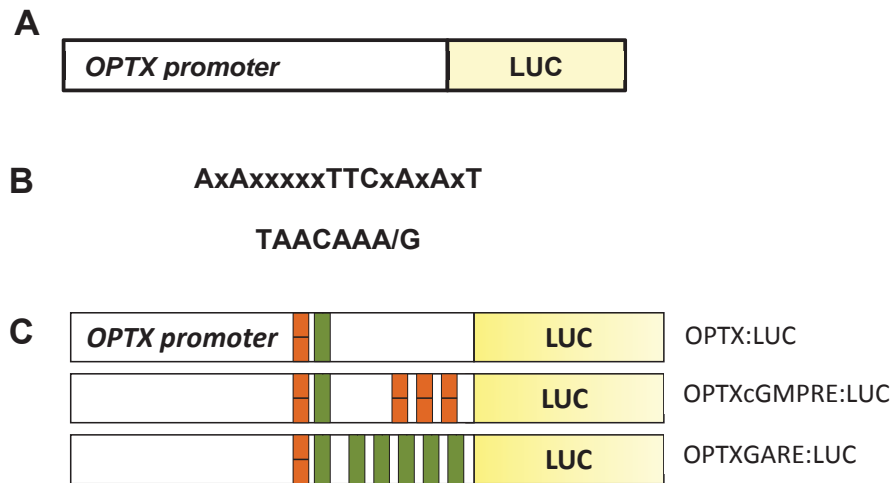 A
OPTX promoter LUC
B
AxAxxxxxTTCxAxAxT
TAACAAA/G
C
OPTX promoter LUC OPTX:LUC
LUC OPTXcGMPRE:LUC
LUC OPTXGARE:LUC